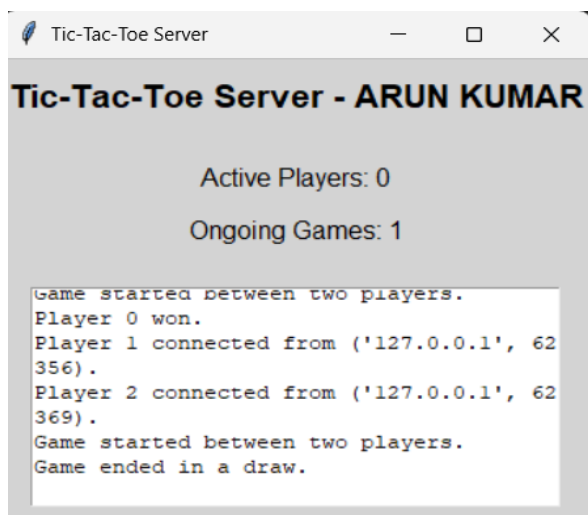 Tic-Tac-Toe Server
Tic-Tac-Toe Server - ARUN KUMAR
Active Players: 0
Ongoing Games: 1
Game started between two players.
Player 0 won.
Player 1 connected from ('127.0.0.1', 62
356).
Player 2 connected from ('127.0.0.1', 62
369).
Game started between two players.
Game ended in a draw.